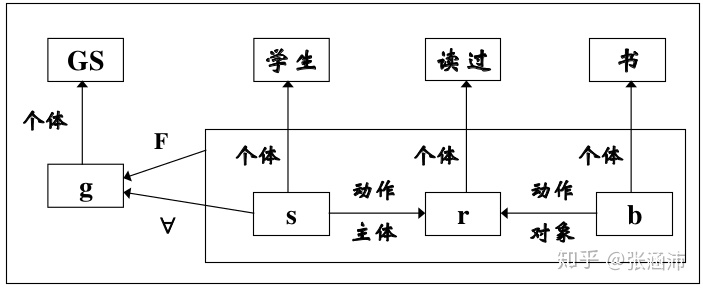 GS 学生 读过 书
个体 F
个体 个体 个体
g
∀ s 动作 r 动作 b
主体 对象
知乎 @张涵沛